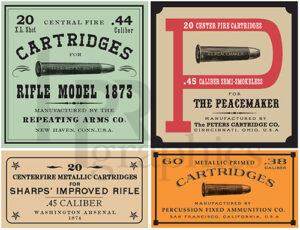 20 CENTRAL FIRE .44
X.L. Shot Caliber
CARTRIDGES
FOR
RIFLE MODEL 1873
MANUFACTURED BY THE
REPEATING ARMS CO.
NEW HAVEN, CONN. U.S.A.
20 CENTER FIRE CARTRIDGES
P
PEACEMAKER
.45 CALIBER SEMI-SMOKELESS
FOR
THE PEACEMAKER
MANUFACTURED BY
THE PETERS CARTRIDGE CO.
CINCINNATI, OHIO. U.S.A
20
CENTERFIRE METALLIC CARTRIDGES
FOR
SHARPS' IMPROVED RIFLE
.45 CALIBER
WASHINGTON ARSENAL
1874
60 METALLIC PRIMED .38
CALIBER
CARTRIDGES
MANUFACTURED BY
PERCUSSION FIXED AMMUNITION CO.
SAN FRANCISCO, CALIFORNIA, U.S.A.